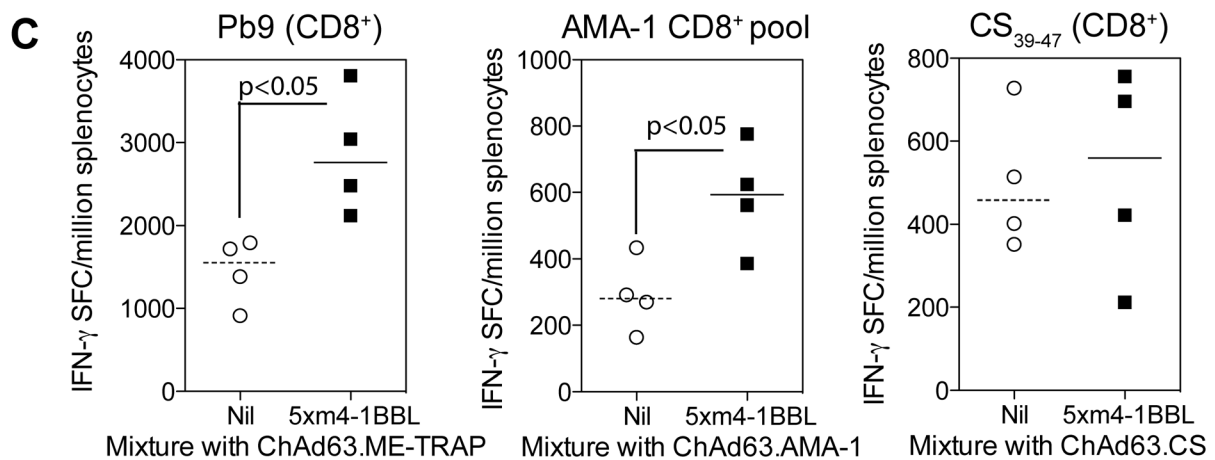 C
Pb9 (CD8⁺)
IFN-γ SFC/million splenocytes
4000
3000
2000
1000
0
p<0.05
Nil
5xm4-1BBL
Mixture with ChAd63.ME-TRAP
AMA-1 CD8⁺ pool
IFN-γ SFC/million splenocytes
1000
800
600
400
200
0
p<0.05
Nil
5xm4-1BBL
Mixture with ChAd63.AMA-1
CS₃₉₋₄₇ (CD8⁺)
IFN-γ SFC/million splenocytes
800
600
400
200
0
Nil
5xm4-1BBL
Mixture with ChAd63.CS